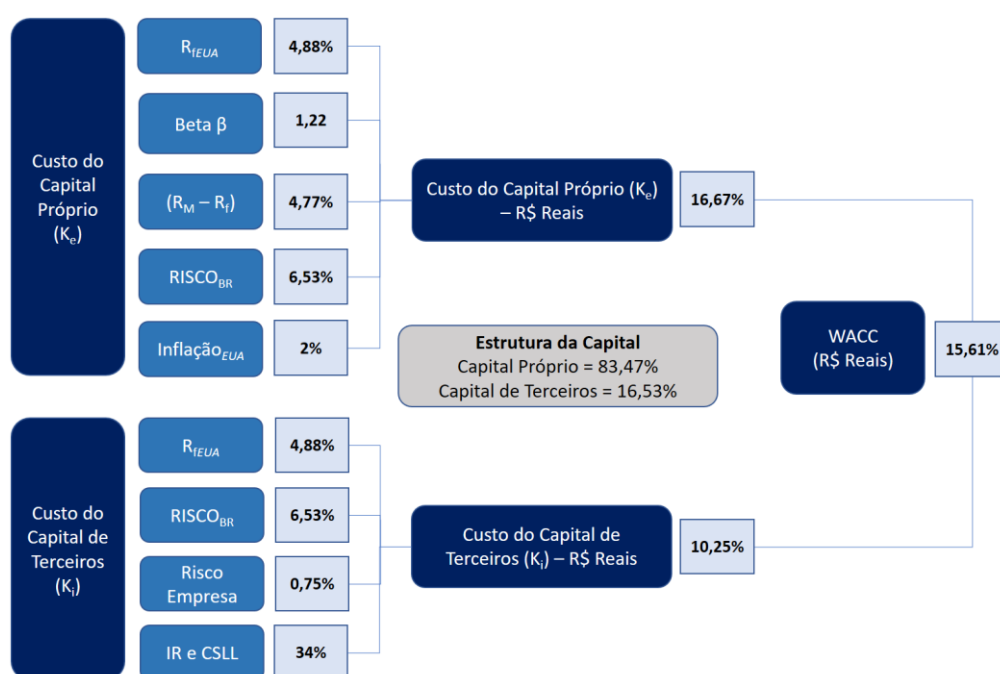 Custo do
Capital
Próprio
(Ke)
RfEUA
4,88%
Beta β
1,22
(RM – Rf)
4,77%
RISCOBR
6,53%
InflaçãoEUA
2%
Custo do Capital Próprio (Ke)
– R$ Reais
16,67%
Estrutura da Capital
Capital Próprio = 83,47%
Capital de Terceiros = 16,53%
WACC
(R$ Reais)
15,61%
Custo do
Capital de
Terceiros
(Ki)
RfEUA
4,88%
RISCOBR
6,53%
Risco
Empresa
0,75%
IR e CSLL
34%
Custo do Capital de
Terceiros (Ki) – R$ Reais
10,25%